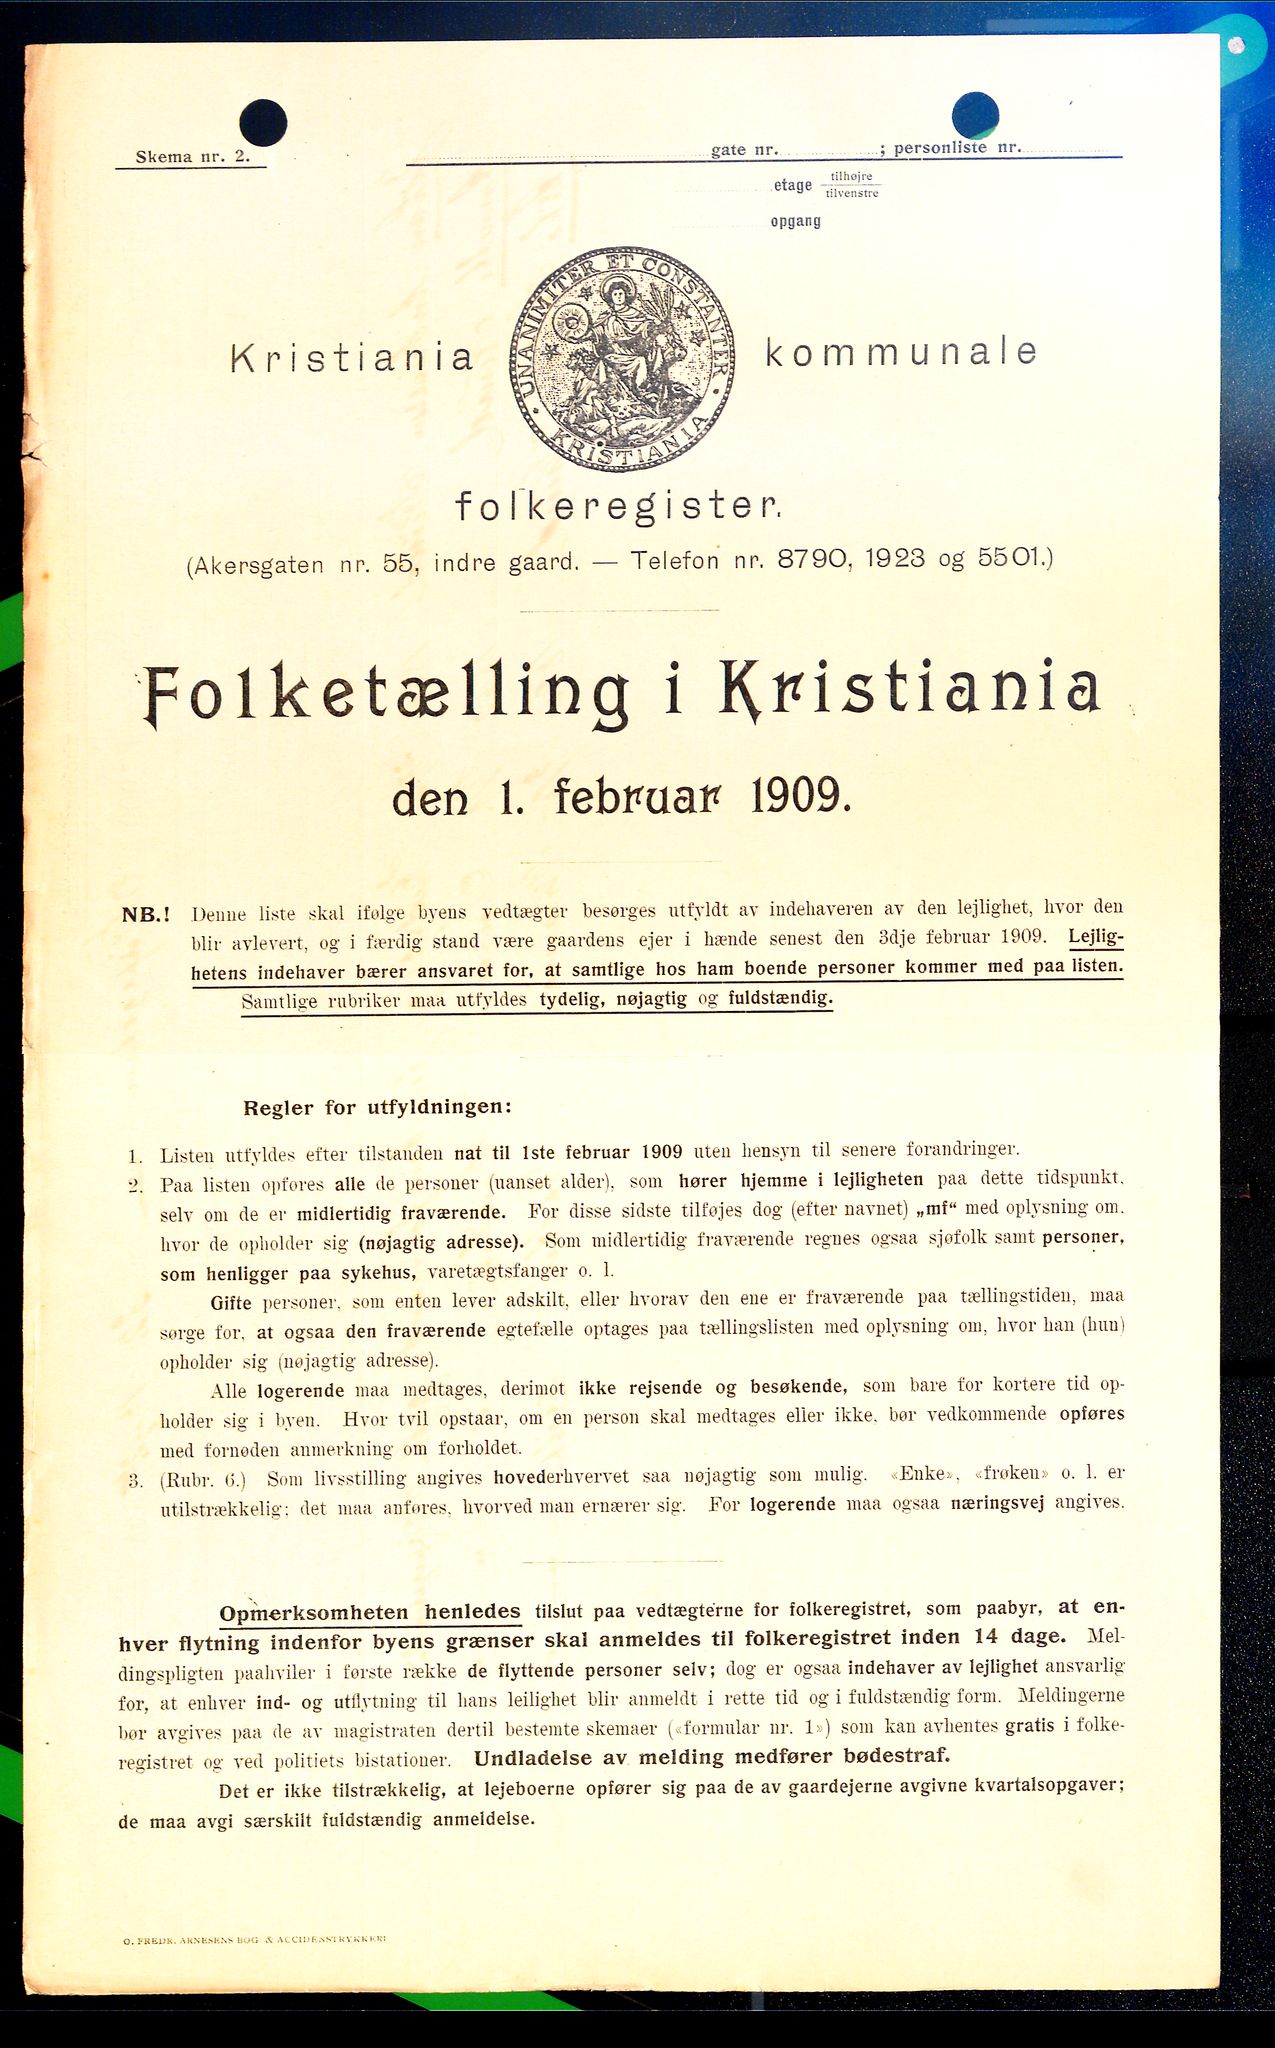 Skema nr. 2.
gate nr. ; personliste nr.
etage tilhøjre
tilvenstre
opgang
UNANIMITER ET CONSTANTER
KRISTIANIA
Kristiania kommunale
folkeregister.
(Akersgaten nr. 55, indre gaard. — Telefon nr. 8790, 1923 og 5501.)
Folketælling i Kristiania
den 1. februar 1909.
NB.! Denne liste skal ifølge byens vedtægter besørges utfyldt av indehaveren av den lejlighet, hvor den
blir avlevert, og i færdig stand være gaardens ejer i hænde senest den 3dje februar 1909. Lejlig-
hetens indehaver bærer ansvaret for, at samtlige hos ham boende personer kommer med paa listen.
Samtlige rubriker maa utfyldes tydelig, nøjagtig og fuldstændig.
Regler for utfyldningen:
1. Listen utfyldes efter tilstanden nat til 1ste februar 1909 uten hensyn til senere forandringer.
2. Paa listen opføres alle de personer (uanset alder), som hører hjemme i lejligheten paa dette tidspunkt,
selv om de er midlertidig fraværende. For disse sidste tilføjes dog (efter navnet) „mf“ med oplysning om,
hvor de opholder sig (nøjagtig adresse). Som midlertidig fraværende regnes ogsaa sjøfolk samt personer,
som henligger paa sykehus, varetægtsfanger o. l.
Gifte personer, som enten lever adskilt, eller hvorav den ene er fraværende paa tællingstiden, maa
sørge for, at ogsaa den fraværende egtefælle optages paa tællingslisten med oplysning om, hvor han (hun)
opholder sig (nøjagtig adresse).
Alle logerende maa medtages, derimot ikke rejsende og besøkende, som bare for kortere tid op-
holder sig i byen. Hvor tvil opstaar, om en person skal medtages eller ikke, bør vedkommende opføres
med fornøden anmerkning om forholdet.
3. (Rubr. 6.) Som livsstilling angives hovederhvervet saa nøjagtig som mulig. «Enke», «frøken» o. l. er
utilstrækkelig; det maa anføres, hvorved man ernærer sig. For logerende maa ogsaa næringsvej angives.
Opmerksomheten henledes tilslut paa vedtægterne for folkeregistret, som paabyr, at en-
hver flytning indenfor byens grænser skal anmeldes til folkeregistret inden 14 dage. Mel-
dingspligten paahviler i første række de flyttende personer selv; dog er ogsaa indehaver av lejlighet ansvarlig
for, at enhver ind- og utflytning til hans leilighet blir anmeldt i rette tid og i fuldstændig form. Meldingerne
bør avgives paa de av magistraten dertil bestemte skemaer («formular nr. 1») som kan avhentes gratis i folke-
registret og ved politiets bistationer. Undladelse av melding medfører bødestraf.
Det er ikke tilstrækkelig, at lejeboerne opfører sig paa de av gaardejerne avgivne kvartalsopgaver;
de maa avgi særskilt fuldstændig anmeldelse.
O. FREDR. ARNESENS BOG & ACCIDENSTRYKKERI